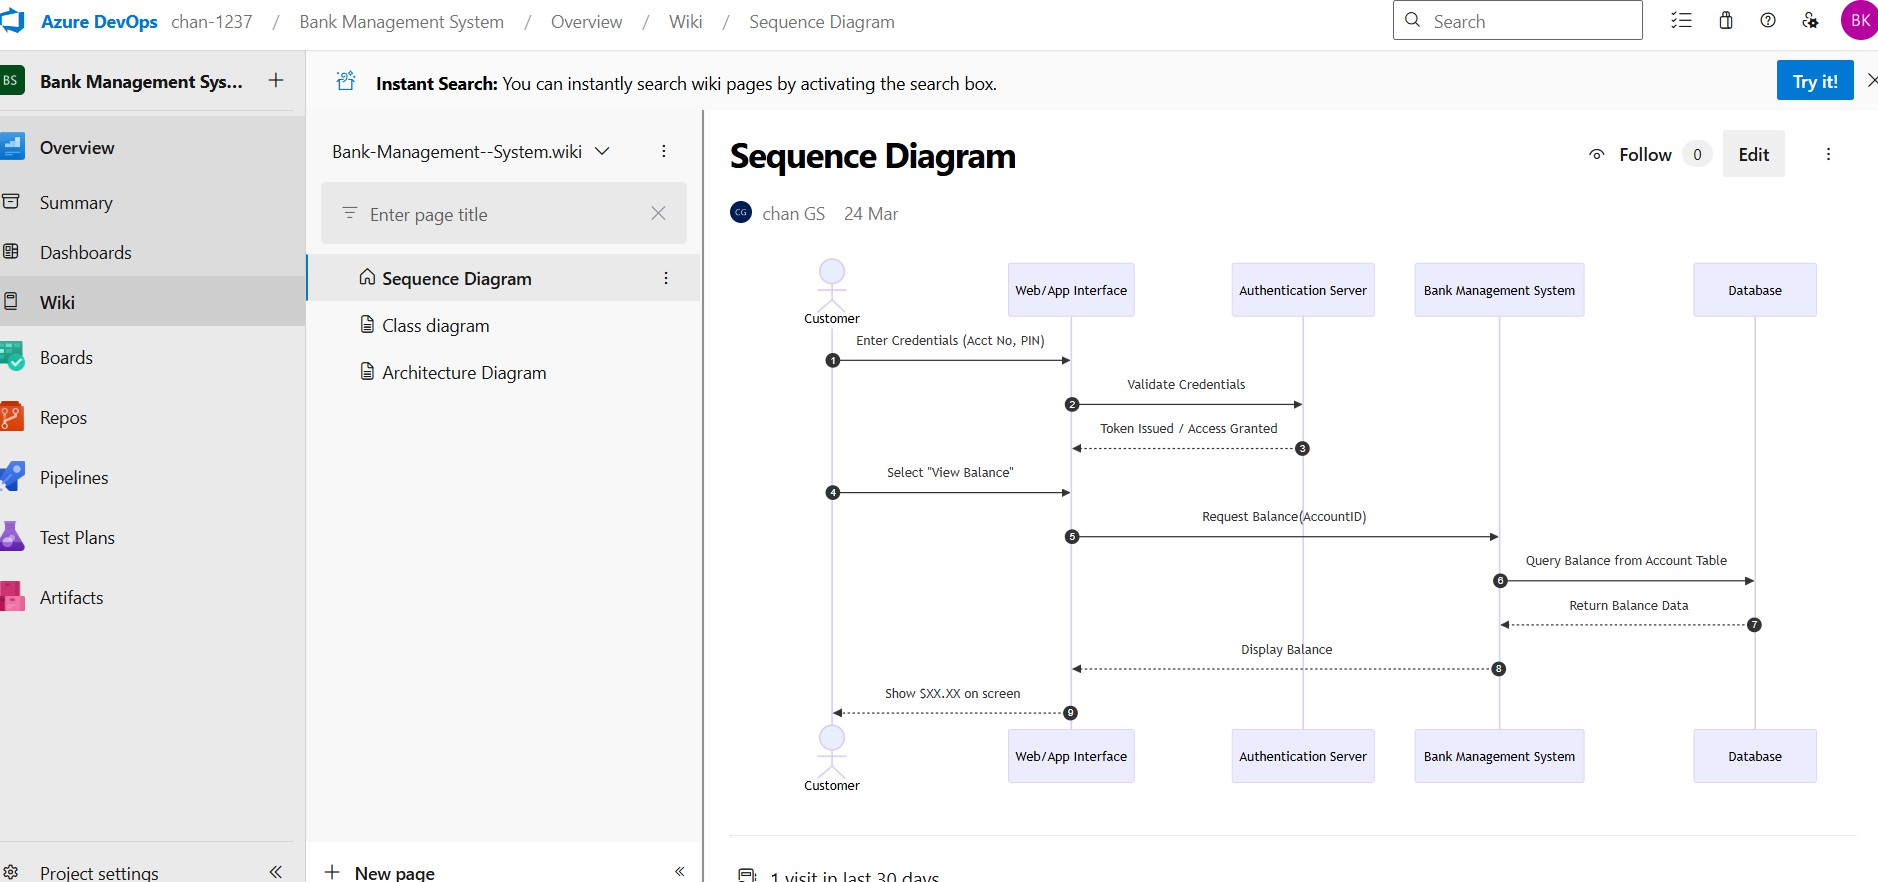 Azure DevOps chan-1237 / Bank Management System / Overview / Wiki / Sequence Diagram
Search
BK
BS Bank Management Sys... +
Instant Search: You can instantly search wiki pages by activating the search box.
Try it!
Overview
Summary
Dashboards
Wiki
Boards
Repos
Pipelines
Test Plans
Artifacts
Project settings
Bank-Management--System.wiki
Enter page title
Sequence Diagram
Class diagram
Architecture Diagram
+ New page
Sequence Diagram
Follow 0 Edit
CG chan GS 24 Mar
Customer
Web/App Interface
Authentication Server
Bank Management System
Database
Enter Credentials (Acct No, PIN)
1
Validate Credentials
2
Token Issued / Access Granted
3
Select "View Balance"
4
Request Balance(AccountID)
5
Query Balance from Account Table
6
Return Balance Data
7
Display Balance
8
Show $XX.XX on screen
9
Customer
Web/App Interface
Authentication Server
Bank Management System
Database
1 visit in last 30 days